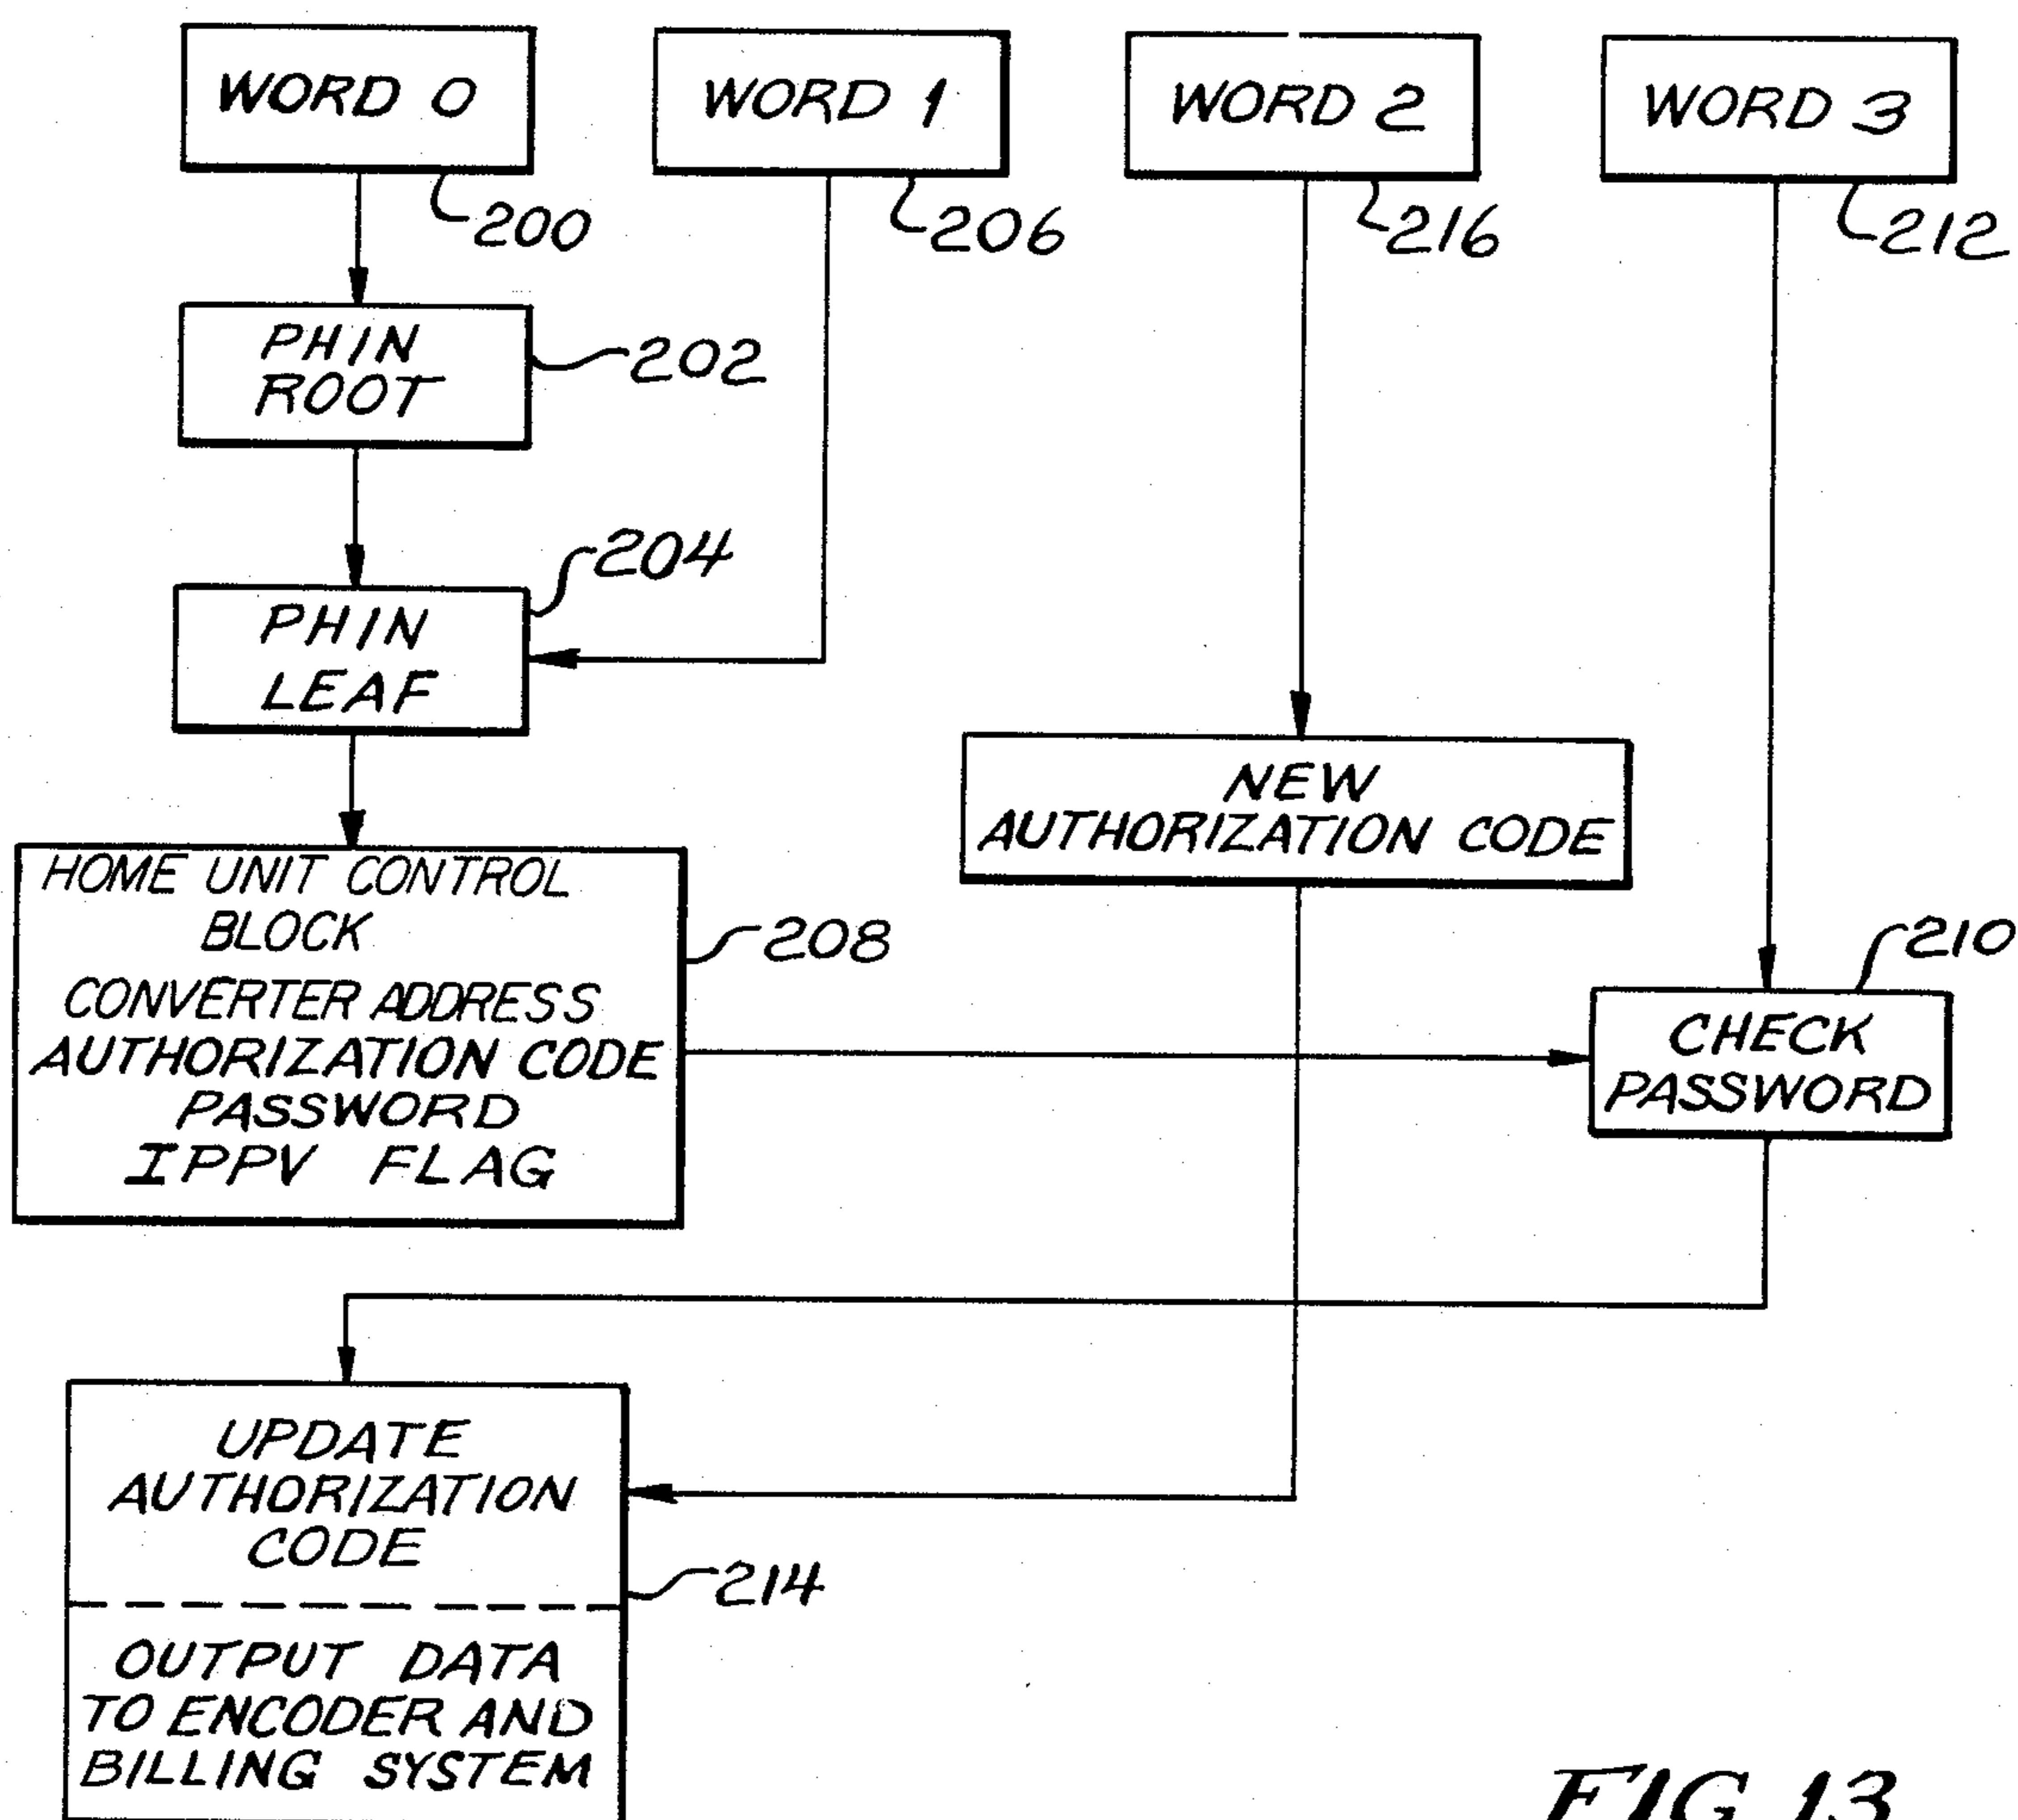 WORD 0
WORD 1
WORD 2
WORD 3
200
206
216
212
PHIN
ROOT
202
204
PHIN
LEAF
NEW
AUTHORIZATION CODE
HOME UNIT CONTROL
BLOCK
CONVERTER ADDRESS
AUTHORIZATION CODE
PASSWORD
IPPV FLAG
208
210
CHECK
PASSWORD
UPDATE
AUTHORIZATION
CODE
214
OUTPUT DATA
TO ENCODER AND
BILLING SYSTEM
FIG. 13